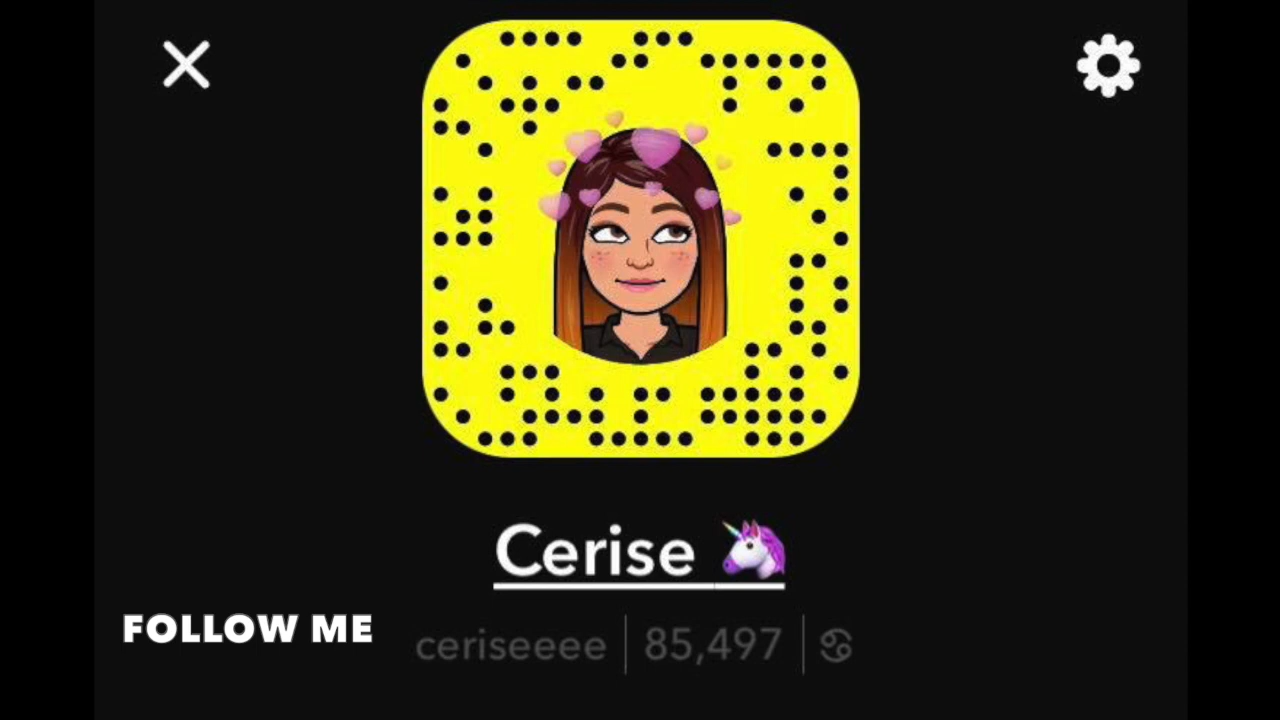 Cerise 🦄
FOLLOW ME
ceriseeee | 85,497 | ♋